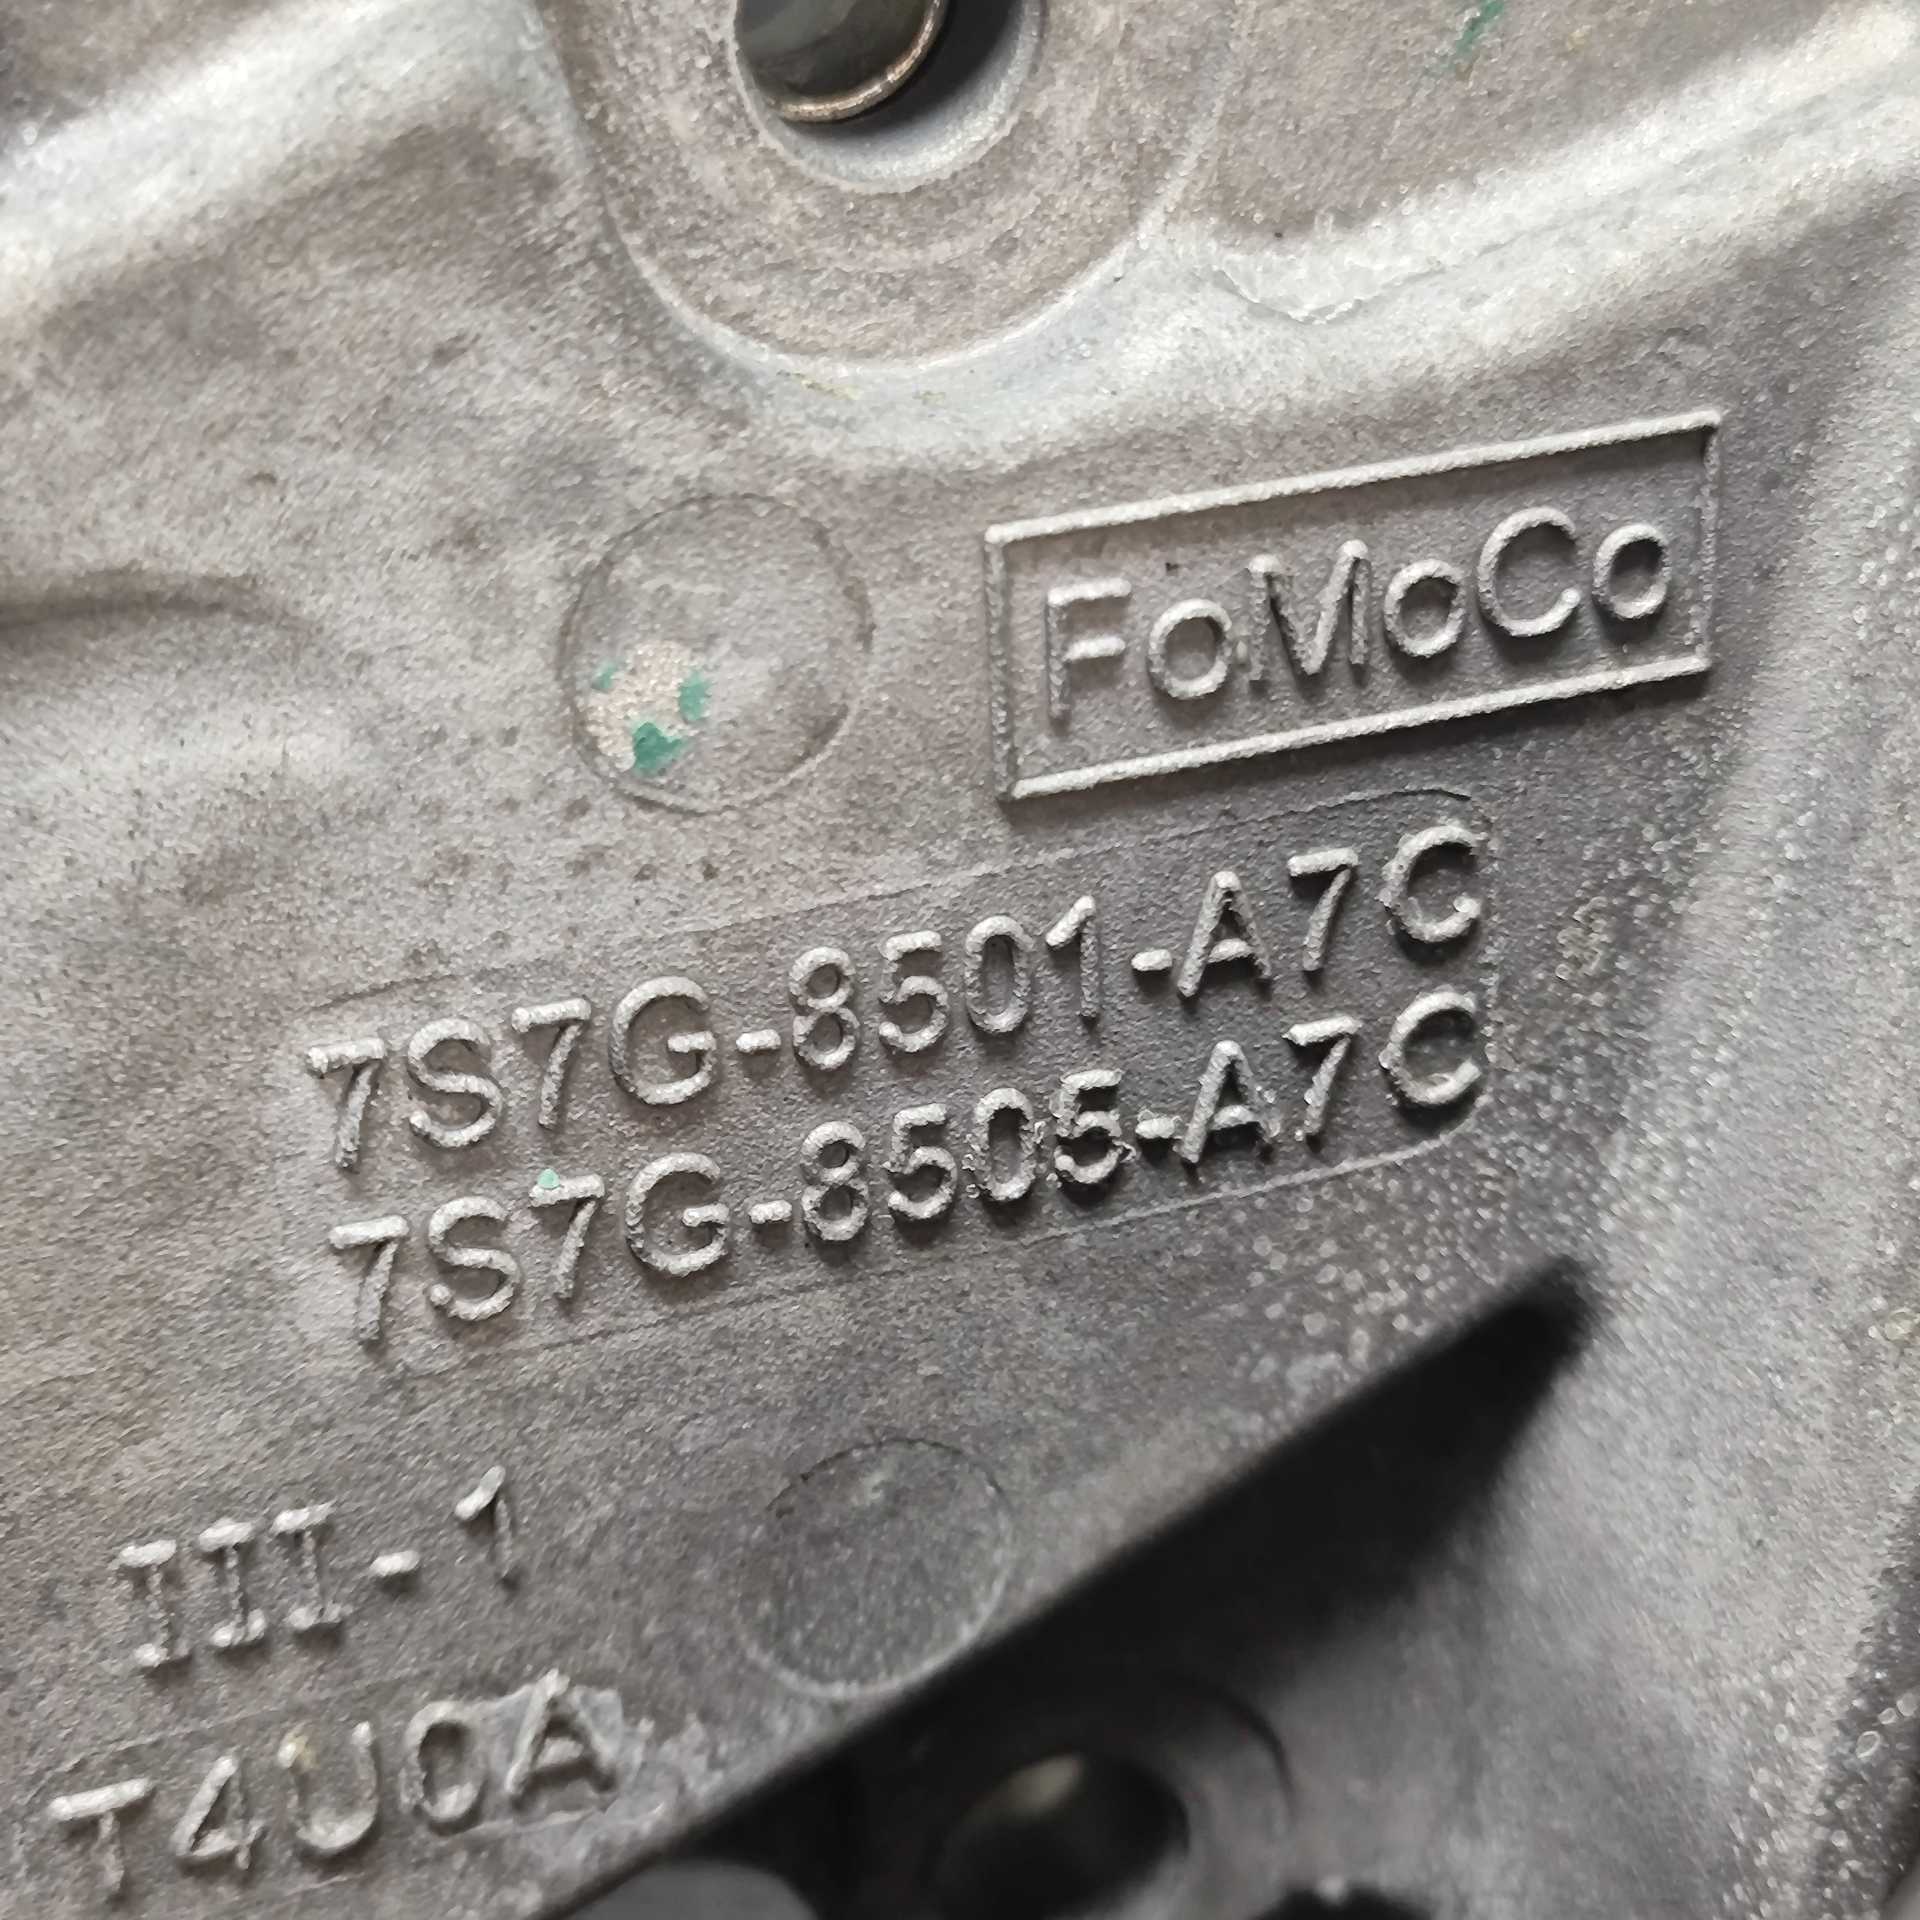 FoMoCo
7S7G-8501-A7C
7S7G-8505-A7C
III-1
T4U0A